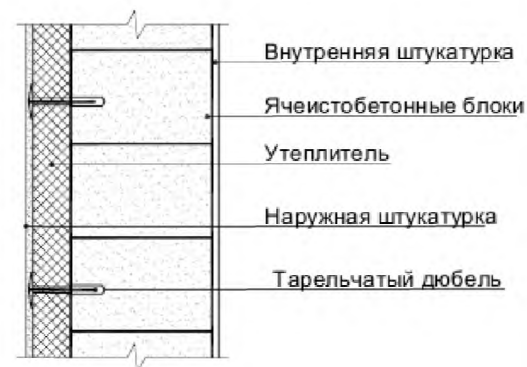 Внутренняя штукатурка
Ячеистобетонные блоки
Утеплитель
Наружная штукатурка
Тарельчатый дюбель